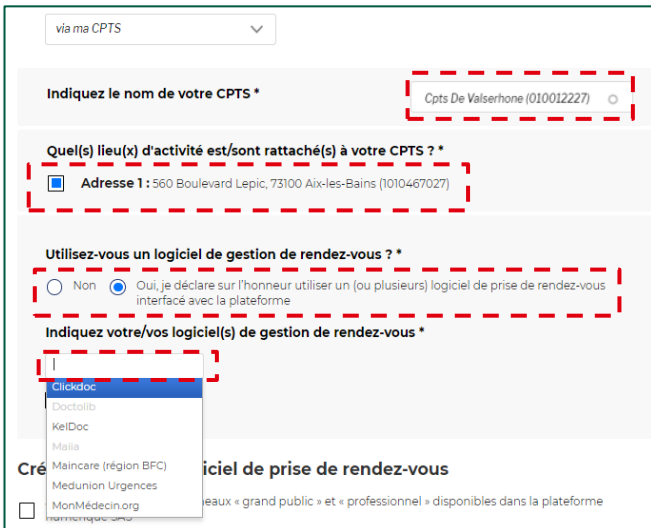 via ma CPTS
Indiquez le nom de votre CPTS *
Cpts De Valserhone (010012227)
Quel(s) lieu(x) d'activité est/sont rattaché(s) à votre CPTS ? *
Adresse 1 : 560 Boulevard Lepic, 73100 Aix-les-Bains (1010467027)
Utilisez-vous un logiciel de gestion de rendez-vous ? *
Non
Oui, je déclare sur l'honneur utiliser un (ou plusieurs) logiciel de prise de rendez-vous
interfacé avec la plateforme
Indiquez votre/vos logiciel(s) de gestion de rendez-vous *
Clickdoc
Doctolib
KelDoc
Maiia
Maincare (région BFC)
Medunion Urgences
MonMédecin.org
Cré iciel de prise de rendez-vous
neaux « grand public » et « professionnel » disponibles dans la plateforme
numérique SAS